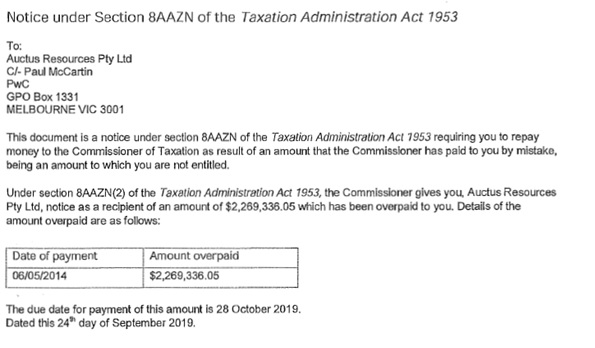 Notice under Section 8AAZN of the Taxation Administration Act 1953
To:
Auctus Resources Pty Ltd
C/- Paul McCartin
PwC
GPO Box 1331
MELBOURNE VIC 3001
This document is a notice under section 8AAZN of the Taxation Administration Act 1953 requiring you to repay
money to the Commissioner of Taxation as result of an amount that the Commissioner has paid to you by mistake,
being an amount to which you are not entitled.
Under section 8AAZN(2) of the Taxation Administration Act 1953, the Commissioner gives you, Auctus Resources
Pty Ltd, notice as a recipient of an amount of $2,269,336.05 which has been overpaid to you. Details of the
amount overpaid are as follows:
Date of payment Amount overpaid
06/05/2014 $2,269,336.05
The due date for payment of this amount is 28 October 2019.
Dated this 24th day of September 2019.